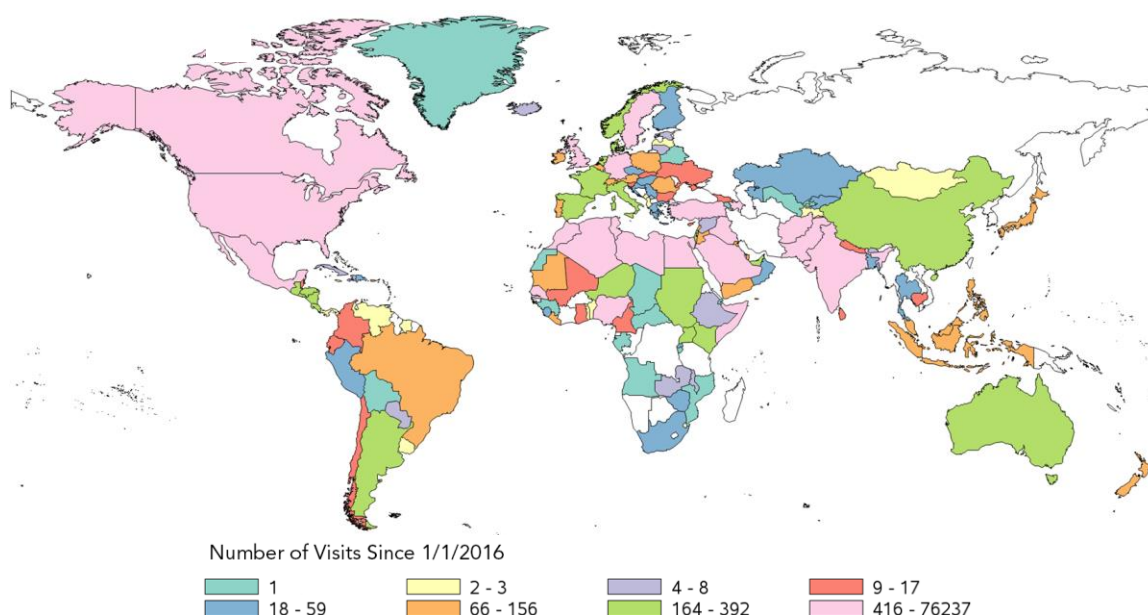 Number of Visits Since 1/1/2016
1 2 - 3 4 - 8 9 - 17
18 - 59 66 - 156 164 - 392 416 - 76237